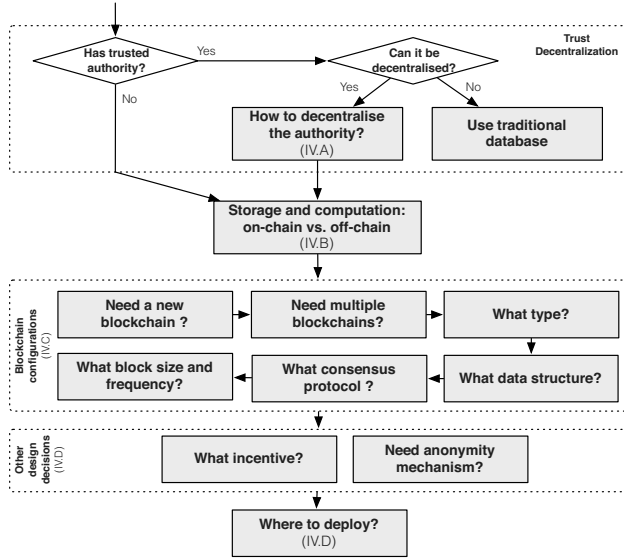 Trust
Decentralization
Has trusted
authority?
Yes
Can it be
decentralised?
No
Yes
No
How to decentralise
the authority?
(IV.A)
Use traditional
database
Storage and computation:
on-chain vs. off-chain
(IV.B)
Blockchain
configurations
(IV.C)
Need a new
blockchain ?
Need multiple
blockchains?
What type?
What block size and
frequency?
What consensus
protocol ?
What data structure?
Other
design
decisions
(IV.D)
What incentive?
Need anonymity
mechanism?
Where to deploy?
(IV.D)